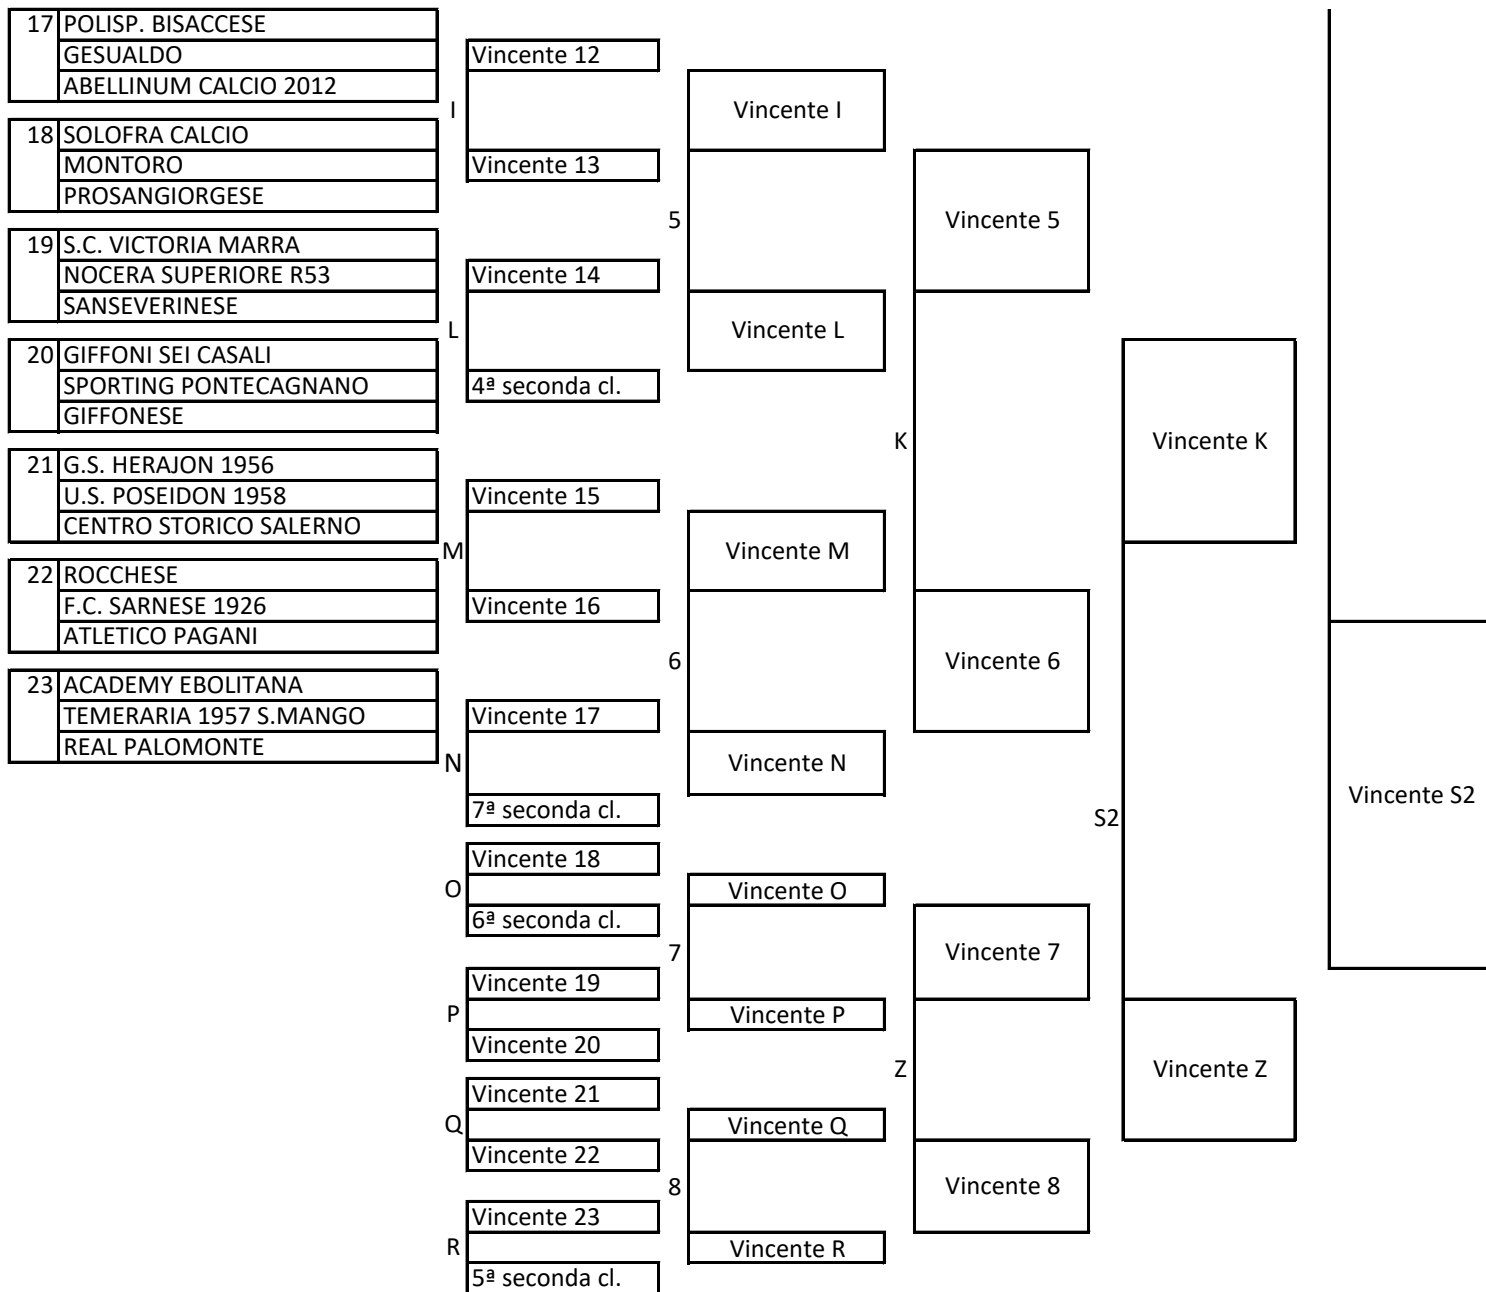 17 POLISP. BISACCESE
GESUALDO
ABELLINUM CALCIO 2012
18 SOLOFRA CALCIO
MONTORO
PROSANGIORGESE
19 S.C. VICTORIA MARRA
NOCERA SUPERIORE R53
SANSEVERINESE
20 GIFFONI SEI CASALI
SPORTING PONTECAGNANO
GIFFONESE
21 G.S. HERAJON 1956
U.S. POSEIDON 1958
CENTRO STORICO SALERNO
22 ROCCHESE
F.C. SARNESE 1926
ATLETICO PAGANI
23 ACADEMY EBOLITANA
TEMERARIA 1957 S.MANGO
REAL PALOMONTE
Vincente 12
I
Vincente 13
Vincente 14
L
4ª seconda cl.
Vincente 15
M
Vincente 16
Vincente 17
N
7ª seconda cl.
Vincente 18
O
6ª seconda cl.
Vincente 19
P
Vincente 20
Vincente 21
Q
Vincente 22
Vincente 23
R
5ª seconda cl.
Vincente I
5
Vincente L
Vincente M
6
Vincente N
Vincente O
7
Vincente P
Vincente Q
8
Vincente R
Vincente 5
K
Vincente 6
Vincente 7
Z
Vincente 8
Vincente K
S2
Vincente Z
Vincente S2